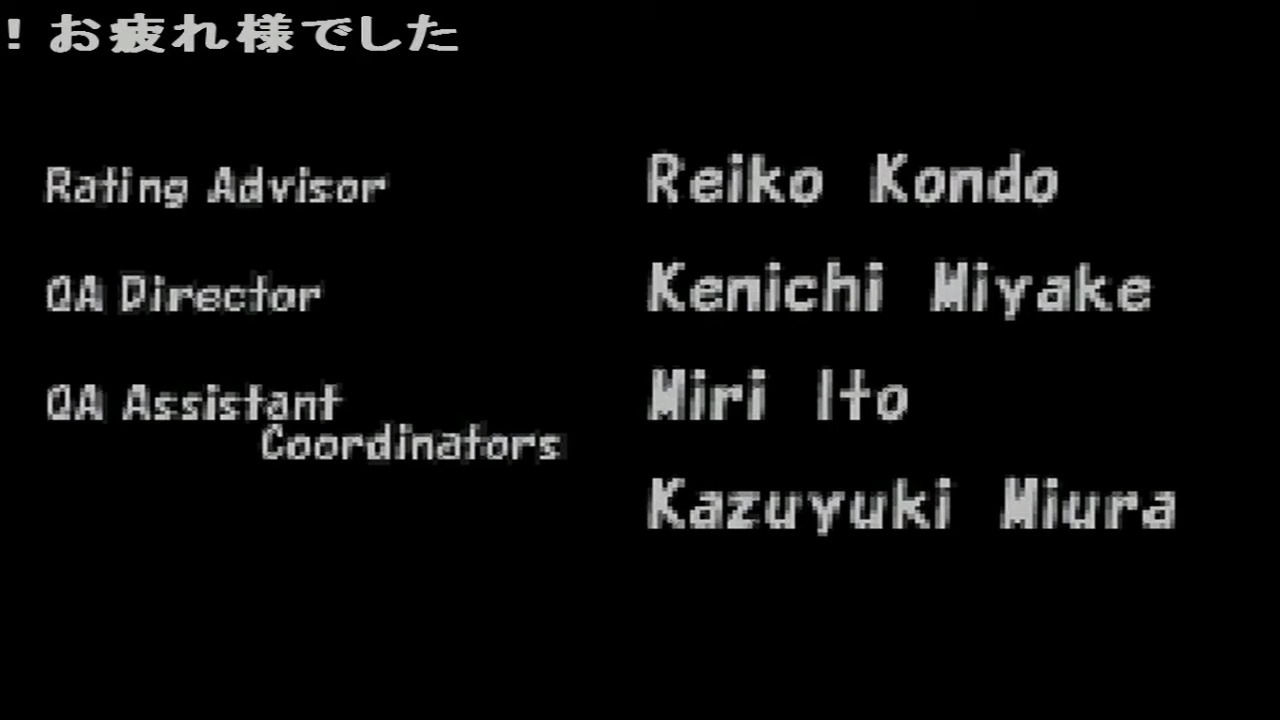 ！お疲れ様でした
Rating Advisor Reiko Kondo
QA Director Kenichi Miyake
QA Assistant Miri Ito
Coordinators
Kazuyuki Miura